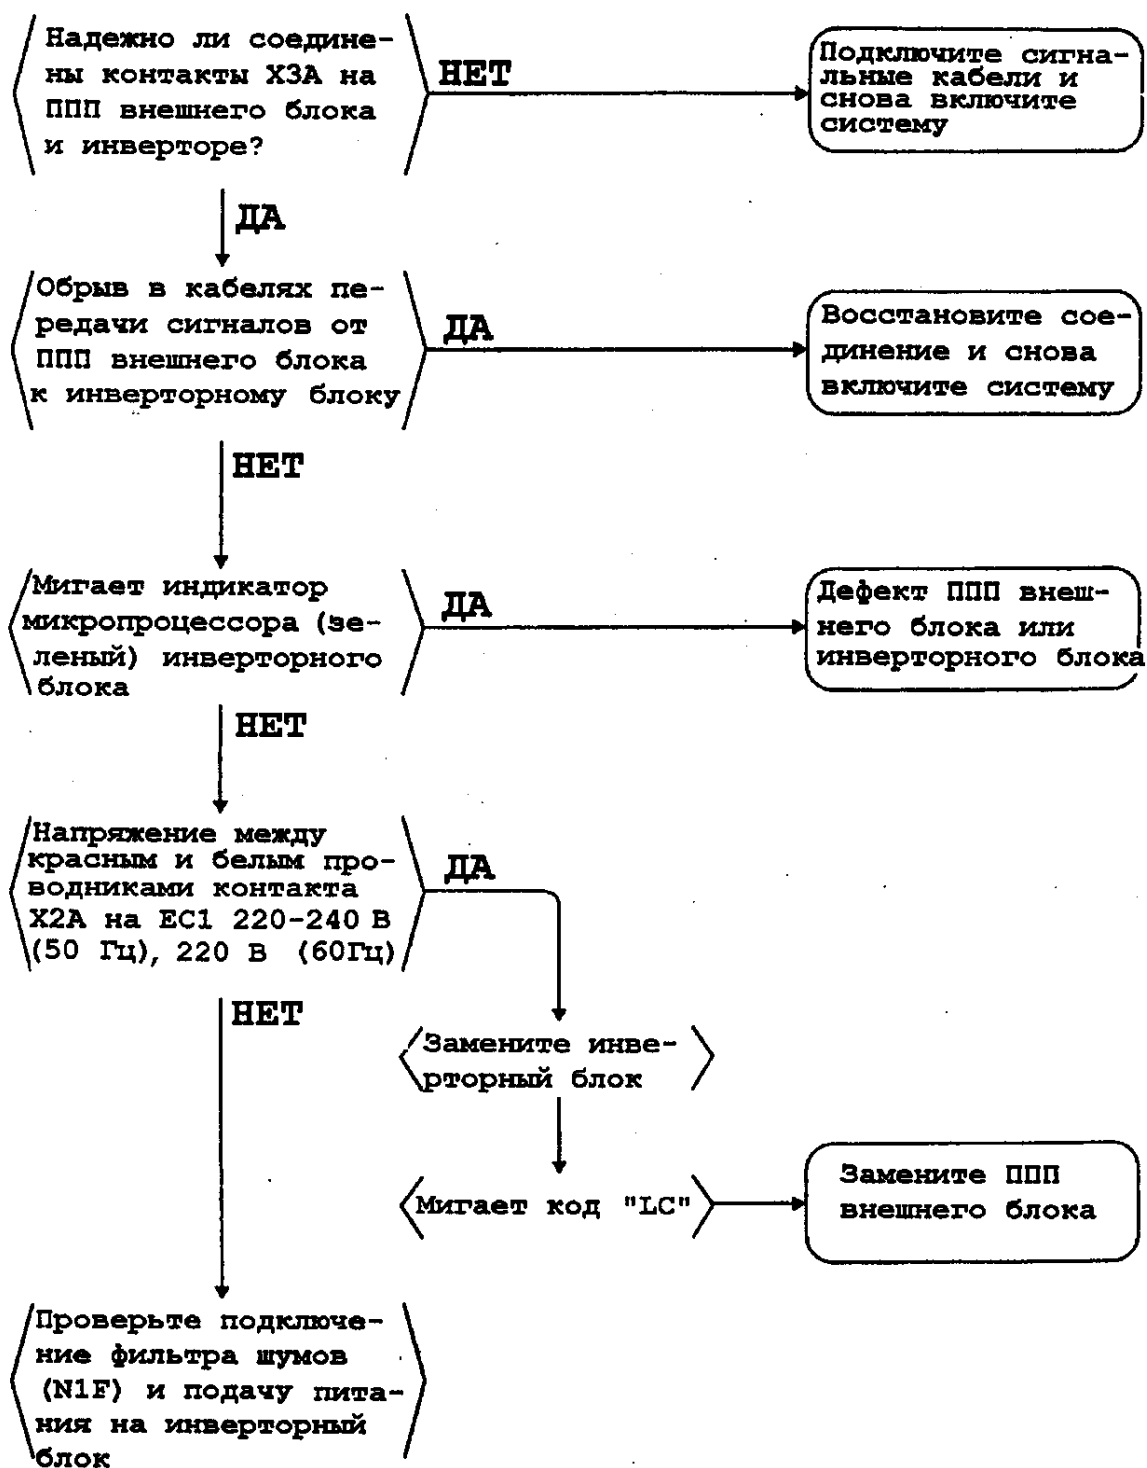 Надежно ли соедине-
ны контакты X3A на
ППП внешнего блока
и инверторе?
НЕТ
Подключите сигна-
льные кабели и
снова включите
систему
ДА
Обрыв в кабелях пе-
редачи сигналов от
ППП внешнего блока
к инверторному блоку
ДА
Восстановите сое-
динение и снова
включите систему
НЕТ
Мигает индикатор
микропроцессора (зе-
леный) инверторного
блока
ДА
Дефект ППП внеш-
него блока или
инверторного блока
НЕТ
Напряжение между
красным и белым про-
водниками контакта
X2A на EC1 220-240 В
(50 Гц), 220 В (60Гц)
ДА
НЕТ
Замените инве-
рторный блок
Мигает код "LC"
Замените ППП
внешнего блока
Проверьте подключе-
ние фильтра шумов
(N1F) и подачу пита-
ния на инверторный
блок